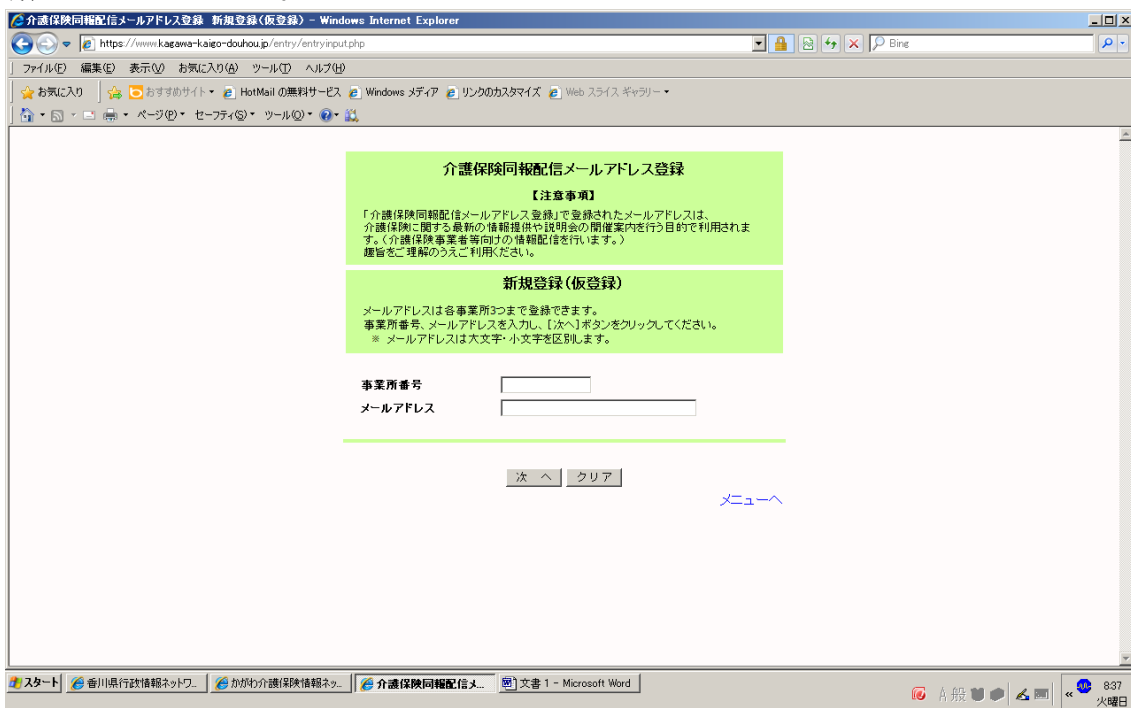 介護保険同報配信メールアドレス登録 新規登録(仮登録) - Windows Internet Explorer
https://www.kagawa-kaigo-douhou.jp/entry/entryinput.php
Bing
ファイル(F) 編集(E) 表示(V) お気に入り(A) ツール(T) ヘルプ(H)
お気に入り おすすめサイト HotMail の無料サービス Windows メディア リンクのカスタマイズ Web スライス ギャラリー
ページ(P) セーフティ(S) ツール(O)
介護保険同報配信メールアドレス登録
【注意事項】
「介護保険同報配信メールアドレス登録」で登録されたメールアドレスは、
介護保険に関する最新の情報提供や説明会の開催案内を行う目的で利用されま
す。(介護保険事業者等向けの情報配信を行います。)
趣旨をご理解のうえご利用ください。
新規登録(仮登録)
メールアドレスは各事業所3つまで登録できます。
事業所番号、メールアドレスを入力し、[次へ]ボタンをクリックしてください。
※ メールアドレスは大文字・小文字を区別します。
事業所番号
メールアドレス
次 へ クリア
メニューへ
スタート 香川県行政情報ネットワ... かがわ介護保険情報ネッ... 介護保険同報配信メ... 文書 1 - Microsoft Word
A 般
8:37
火曜日